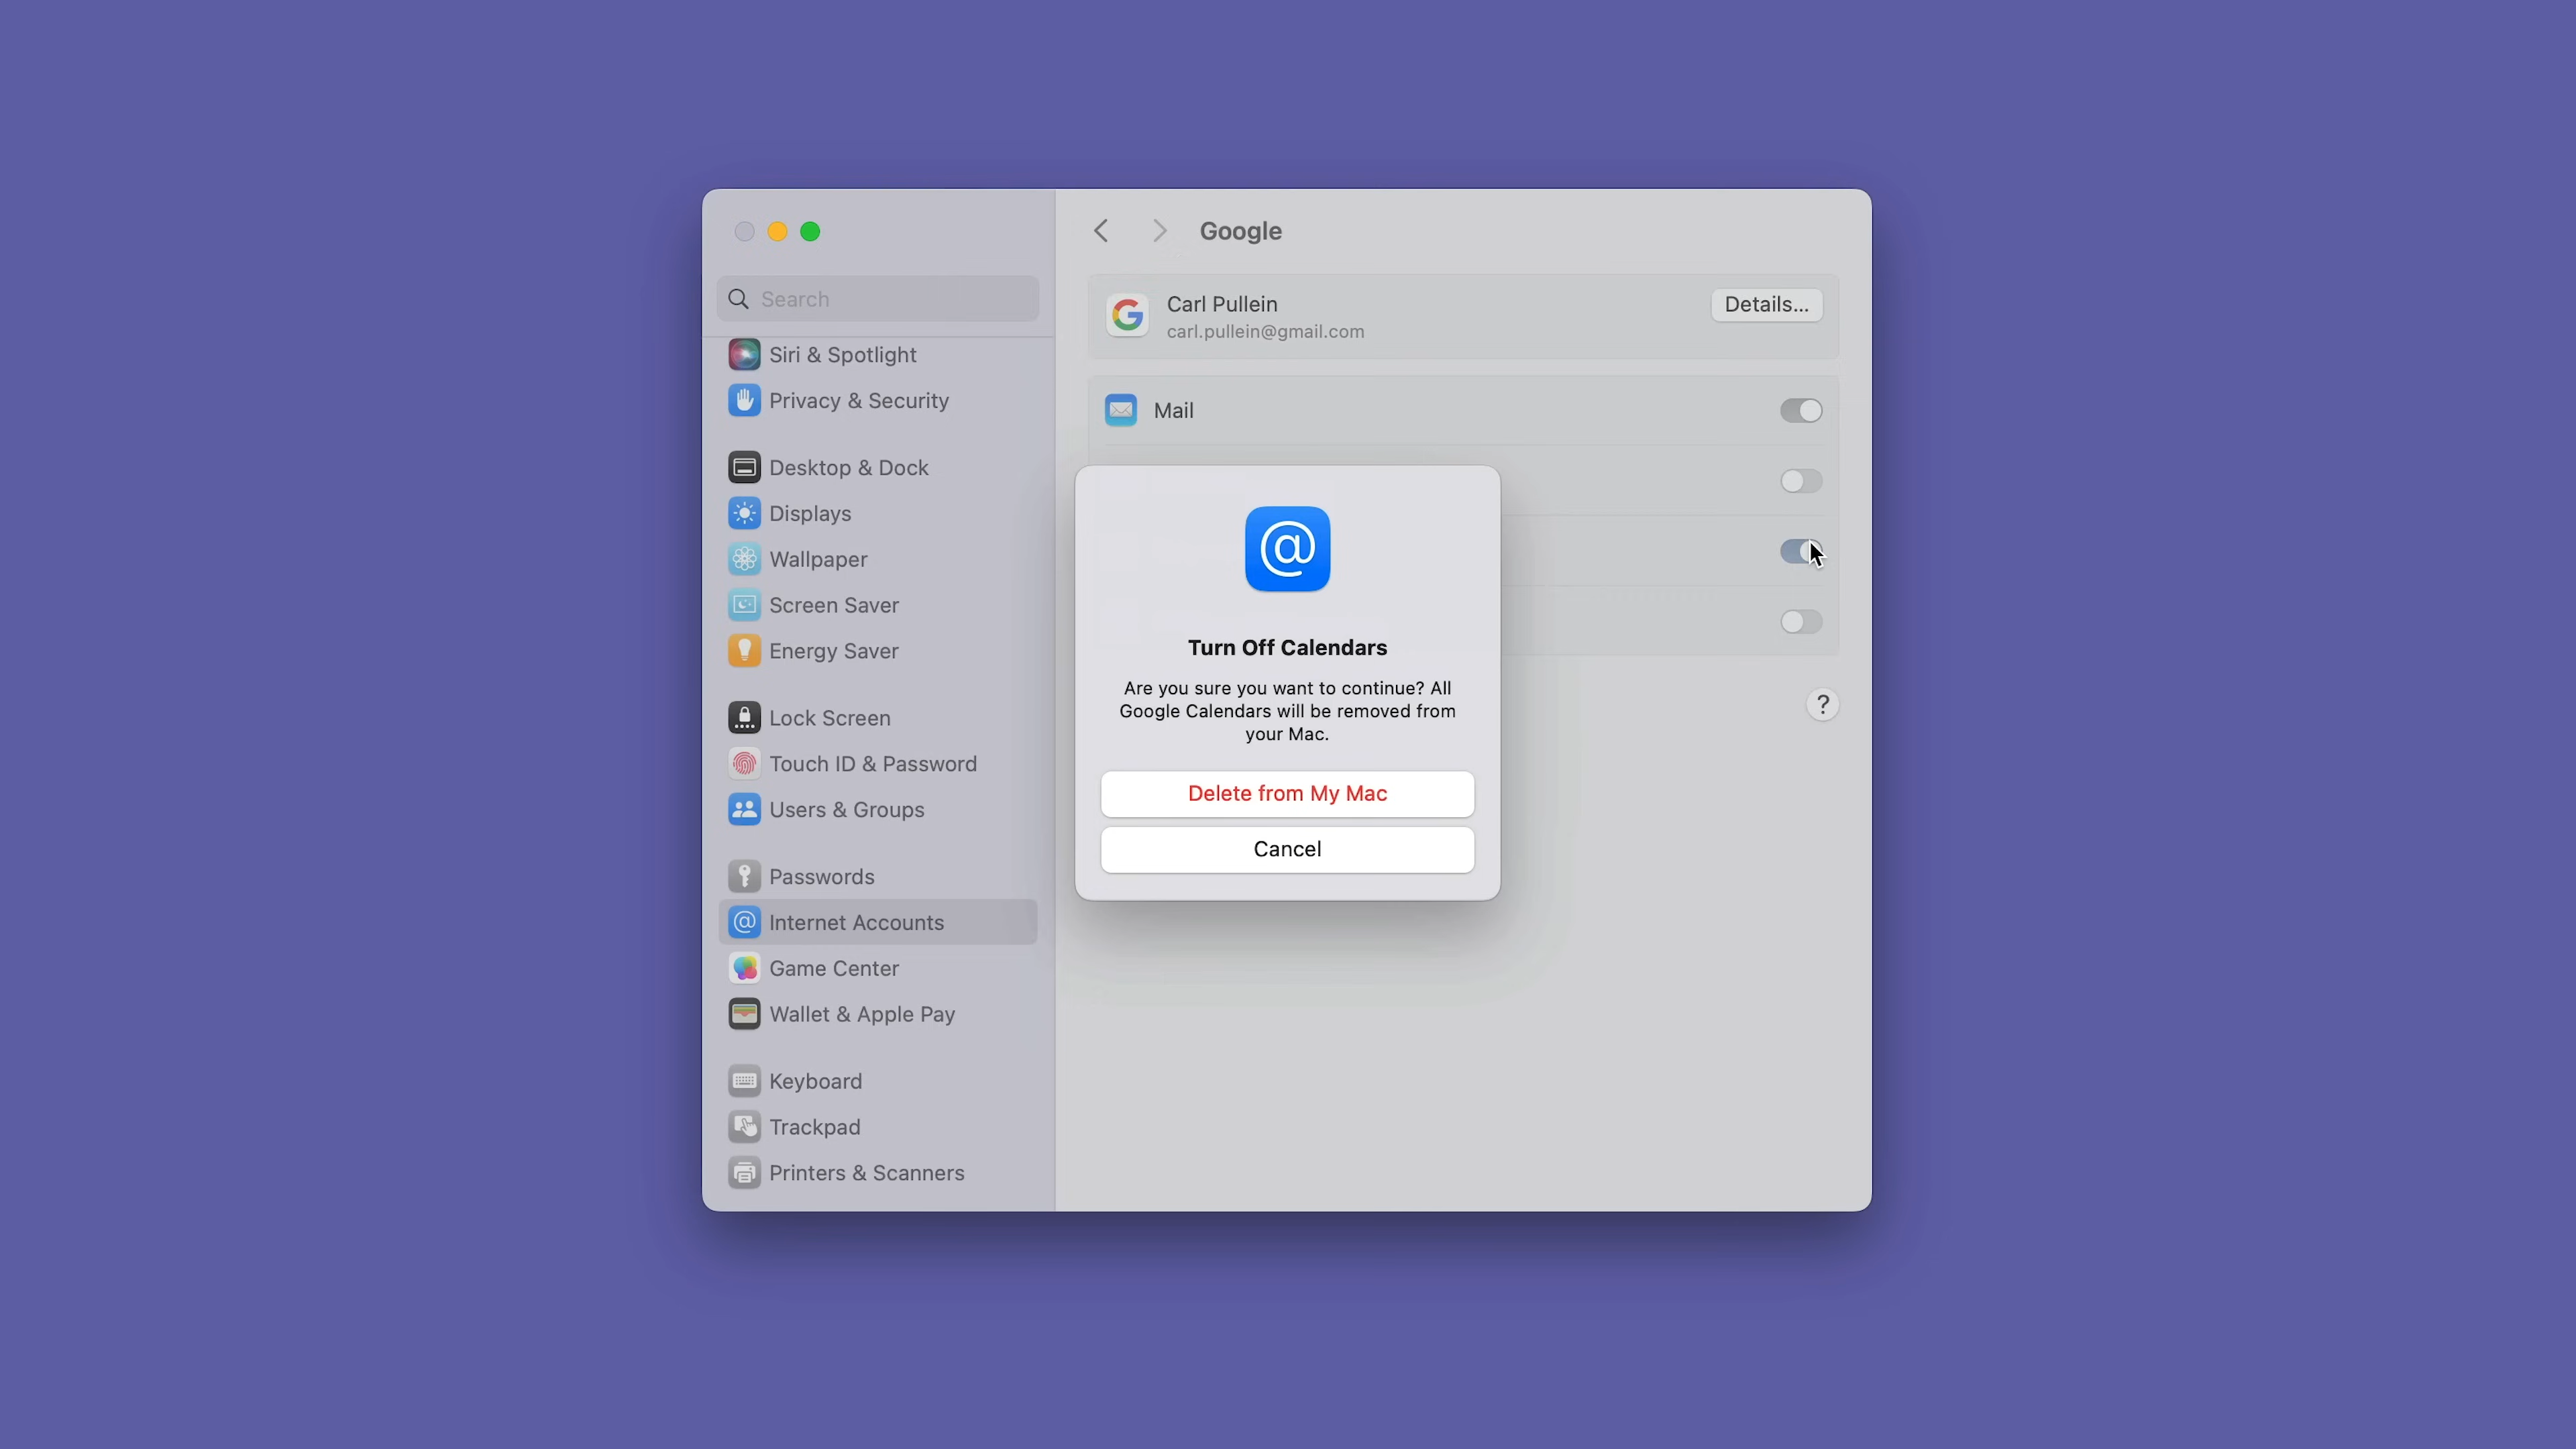 Google
Search
Carl Pullein
carl.pullein@gmail.com
Details...
Siri & Spotlight
Privacy & Security
Desktop & Dock
Displays
Wallpaper
Screen Saver
Energy Saver
Lock Screen
Touch ID & Password
Users & Groups
Passwords
Internet Accounts
Game Center
Wallet & Apple Pay
Keyboard
Trackpad
Printers & Scanners
Mail
?
@
Turn Off Calendars
Are you sure you want to continue? All
Google Calendars will be removed from
your Mac.
Delete from My Mac
Cancel